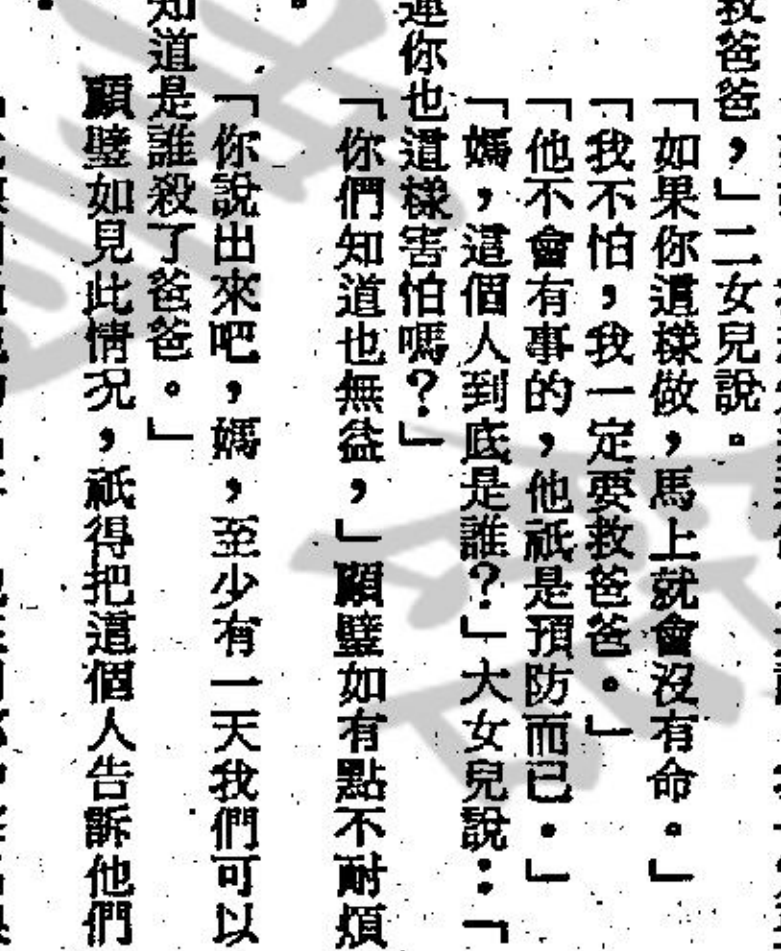 救爸爸，」二女兒說。
「如果你這樣做，馬上就會沒有命。」
「我不怕，我一定要救爸爸。」
「他不會有事的，他祇是預防而已。」
「媽，這個人到底是誰？」大女兒說：「
連你也這樣害怕嗎？」
「你們知道也無益，」顧璧如有點不耐煩
。
「你說出來吧，媽，至少有一天我們可以
知道是誰殺了爸爸。」
顧璧如見此情況，祇得把這個人告訴他們
。